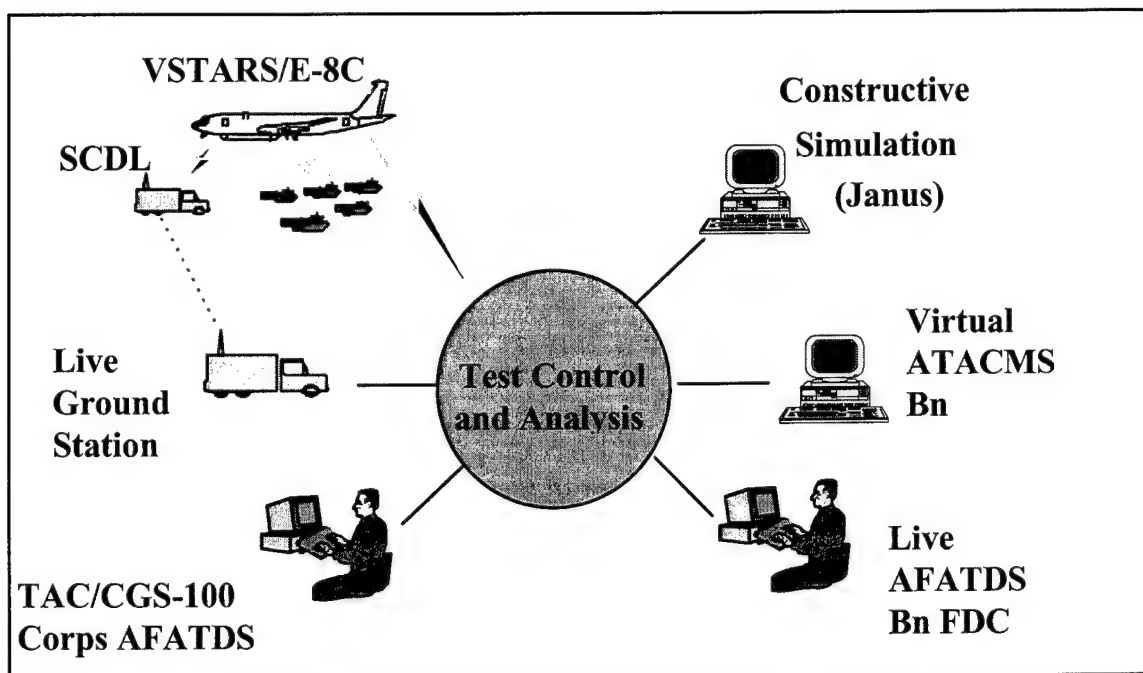 VSTARS/E-8C
SCDL
Constructive
Simulation
(Janus)
Live
Ground
Station
Test Control
and Analysis
Virtual
ATACMS
Bn
TAC/CGS-100
Corps AFATDS
Live
AFATDS
Bn FDC